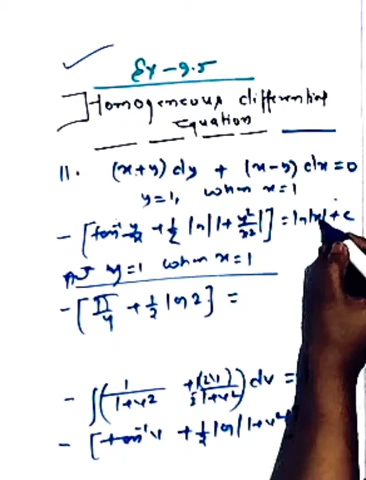 Ex-9.5
Homogeneous differential
Equation
11. (x+y) dy + (x-y) dx = 0
y=1, when x=1
- [tan⁻¹ y/x + 1/2 ln|1+ y²/x²|] = ln|x| + c
Put y=1 when x=1
- [π/4 + 1/2 ln 2] =
- ∫(1/(1+v²) + (2v)/(1+v²)) dv =
- [tan⁻¹ v + 1/2 ln|1+v²|